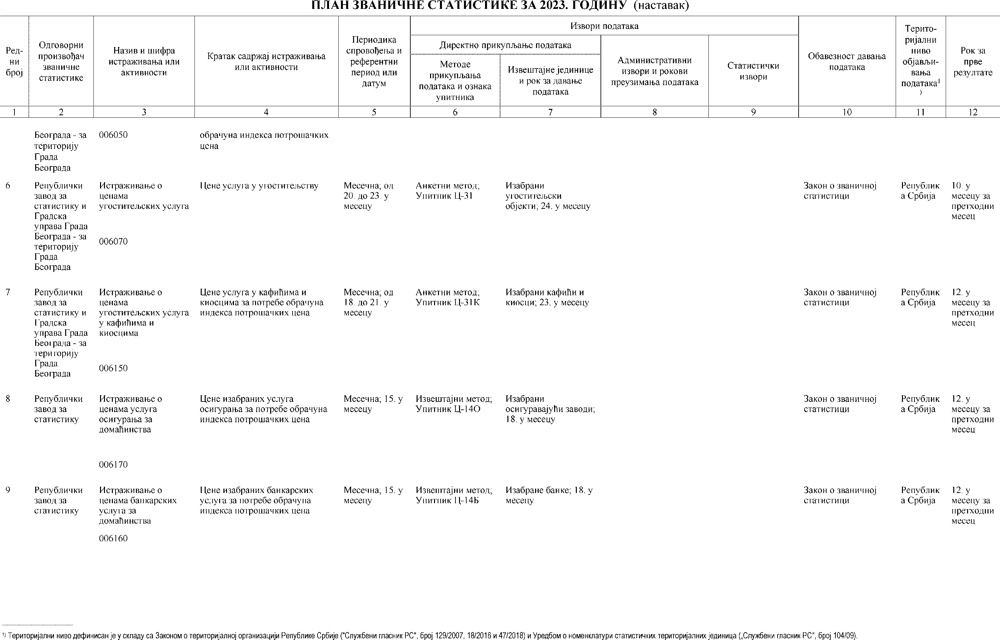 ПЛАН ЗВАНИЧНЕ СТАТИСТИКЕ ЗА 2023. ГОДИНУ (наставак)
Ред-
ни
број
Одговорни
произвођач
званичне
статистике
Назив и шифра
истраживања или
активности
Кратак садржај истраживања
или активности
Периодика
спровођења и
референтни
период или
датум
Извори података
Директно прикупљање података
Методе
прикупљања
података и ознака
упитника
Извештајне јединице
и рок за давање
података
Административни
извори и рокови
преузимања података
Статистички
извори
Обавезност давања
података
Терито-
ријални
ниво
објављи-
вања
података1
)
Рок за
прве
резултате
1 2 3 4 5 6 7 8 9 10 11 12
Београда - за
територију
Града
Београда
006050
обрачуна индекса потрошачких
цена
6
Републички
завод за
статистику и
Градска
управа Града
Београда - за
територију
Града
Београда
Истраживање о
ценама
угоститељских услуга
006070
Цене услуга у угоститељству
Месечна; од
20. до 23. у
месецу
Анкетни метод;
Упитник Ц-31
Изабрани
угоститељски
објекти; 24. у месецу
Закон о званичној
статистици
Републик
а Србија
10. у
месецу за
претходни
месец
7
Републички
завод за
статистику и
Градска
управа Града
Београда - за
територију
Града
Београда
Истраживање о
ценама
угоститељских услуга
у кафићима и
киосцима
006150
Цене услуга у кафићима и
киосцима за потребе обрачуна
индекса потрошачких цена
Месечна; од
18. до 21. у
месецу
Анкетни метод;
Упитник Ц-31К
Изабрани кафићи и
киосци; 23. у месецу
Закон о званичној
статистици
Републик
а Србија
12. у
месецу за
претходни
месец
8
Републички
завод за
статистику
Истраживање о
ценама услуга
осигурања за
домаћинства
006170
Цене изабраних услуга
осигурања за потребе обрачуна
индекса потрошачких цена
Месечна; 15. у
месецу
Извештајни метод;
Упитник Ц-14О
Изабрани
осигуравајући заводи;
18. у месецу
Закон о званичној
статистици
Републик
а Србија
12. у
месецу за
претходни
месец
9
Републички
завод за
статистику
Истраживање о
ценама банкарских
услуга за
домаћинства
006160
Цене изабраних банкарских
услуга за потребе обрачуна
индекса потрошачких цена
Месечна; 15. у
месецу
Извештајни метод;
Упитник Ц-14Б
Изабране банке; 18. у
месецу
Закон о званичној
статистици
Републик
а Србија
12. у
месецу за
претходни
месец
1) Територијални ниво дефинисан је у складу са Законом о територијалној организацији Републике Србије ("Службени гласник РС", број 129/2007, 18/2016 и 47/2018) и Уредбом о номенклатури статистичких територијалних јединица („Службени гласник РС", број 104/09).